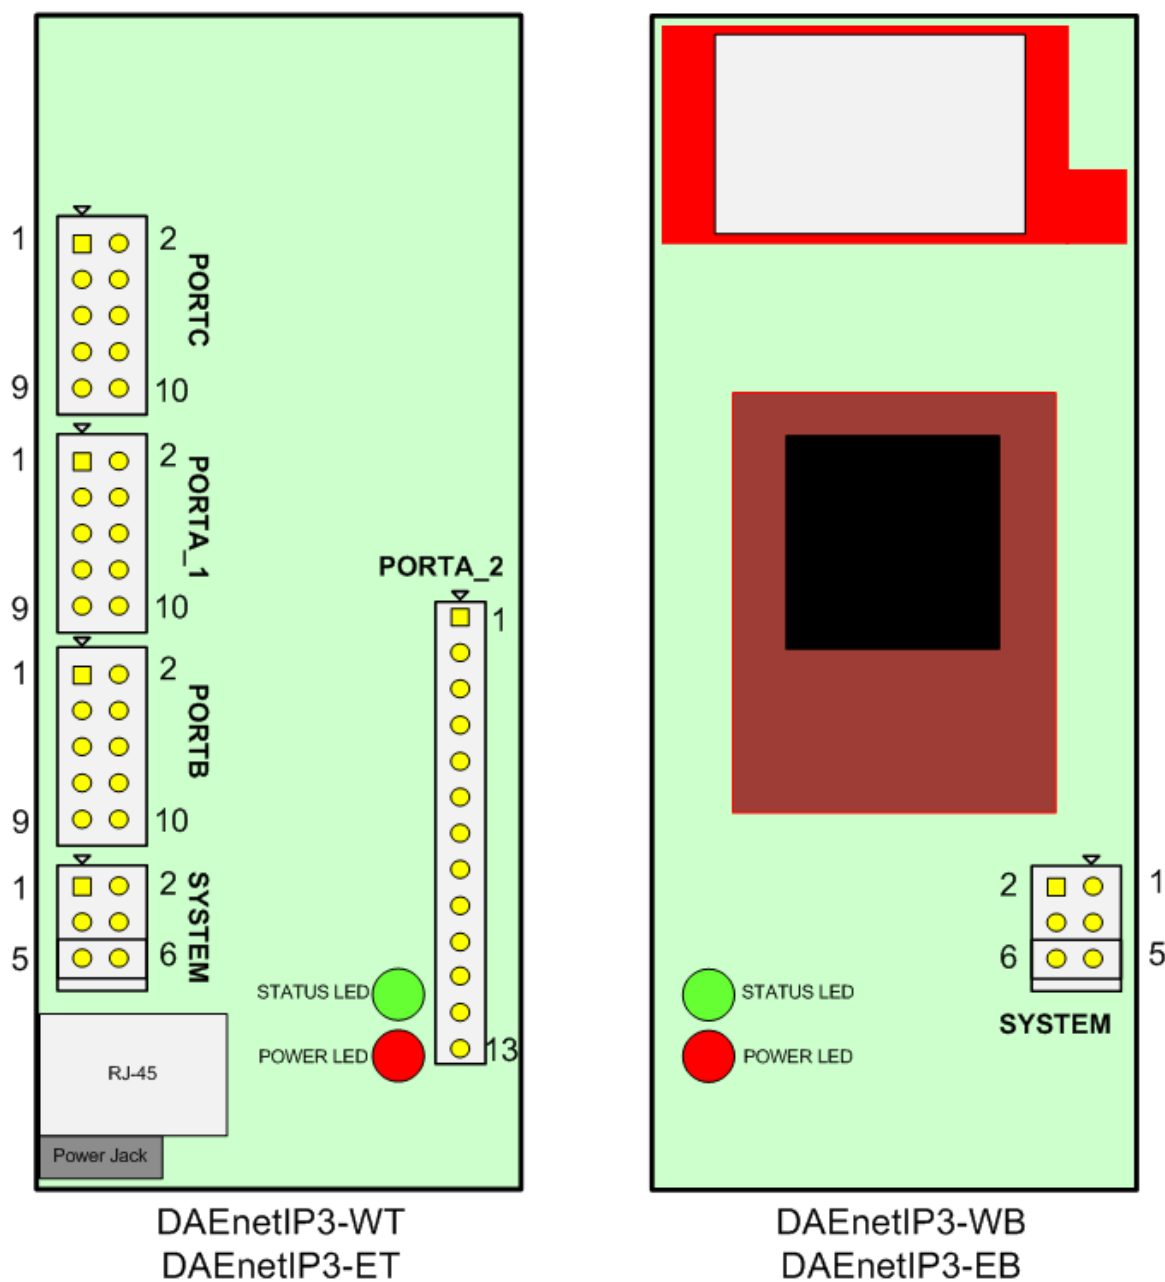 1 2
PORTC
9 10
1 2
PORTA_1
9 10
PORTA_2
1
13
1 2
PORTB
9 10
1 2
SYSTEM
5 6
STATUS LED
POWER LED
RJ-45
Power Jack
DAEnetIP3-WT
DAEnetIP3-ET
2 1
6 5
SYSTEM
STATUS LED
POWER LED
DAEnetIP3-WB
DAEnetIP3-EB